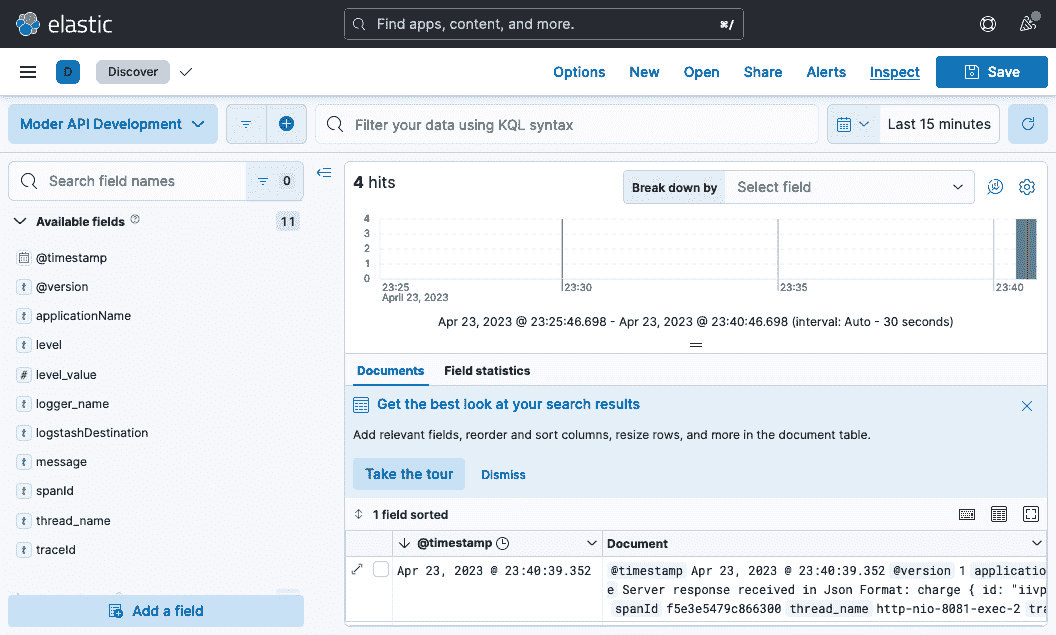 elastic
Find apps, content, and more.
⌘/
D
Discover
Options
New
Open
Share
Alerts
Inspect
Save
Moder API Development
Filter your data using KQL syntax
Last 15 minutes
Search field names
0
4 hits
Break down by
Select field
Available fields
11
@timestamp
@version
applicationName
level
level_value
logger_name
logstashDestination
message
spanId
thread_name
traceId
Add a field
4
3
2
1
0
23:25
April 23, 2023
23:30
23:35
23:40
Apr 23, 2023 @ 23:25:46.698 - Apr 23, 2023 @ 23:40:46.698 (interval: Auto - 30 seconds)
Documents
Field statistics
Get the best look at your search results
Add relevant fields, reorder and sort columns, resize rows, and more in the document table.
Take the tour
Dismiss
1 field sorted
@timestamp
Document
Apr 23, 2023 @ 23:40:39.352
@timestamp Apr 23, 2023 @ 23:40:39.352 @version 1 applicatio
e Server response received in Json Format: charge { id: "iivp
spanId f5e3e5479c866300 thread_name http-nio-8081-exec-2 tra